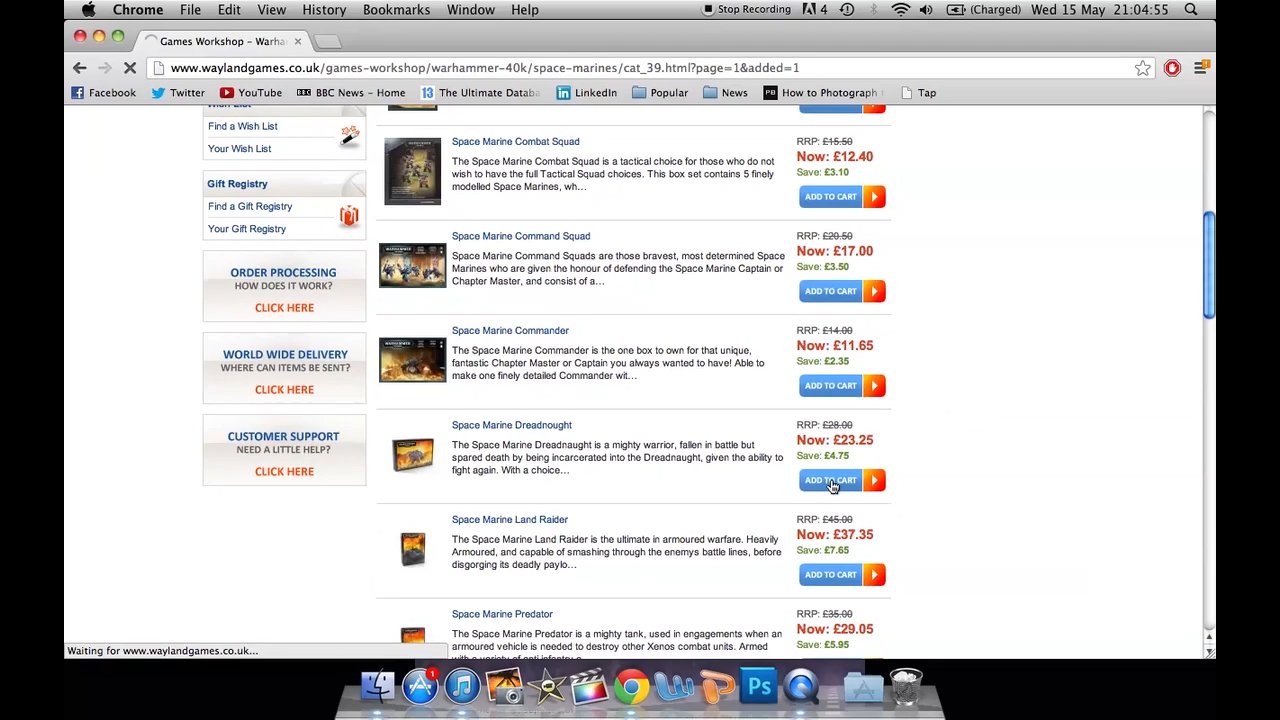 Chrome File Edit View History Bookmarks Window Help Stop Recording 4 (Charged) Wed 15 May 21:04:55
Games Workshop – Warha
www.waylandgames.co.uk/games-workshop/warhammer-40k/space-marines/cat_39.html?page=1&added=1
Facebook Twitter YouTube BBC News – Home 13 The Ultimate Databa LinkedIn Popular News PB How to Photograph Tap
Wish List
Find a Wish List
Your Wish List
Gift Registry
Find a Gift Registry
Your Gift Registry
ORDER PROCESSING
HOW DOES IT WORK?
CLICK HERE
WORLD WIDE DELIVERY
WHERE CAN ITEMS BE SENT?
CLICK HERE
CUSTOMER SUPPORT
NEED A LITTLE HELP?
CLICK HERE
Space Marine Combat Squad
The Space Marine Combat Squad is a tactical choice for those who do not
wish to have the full Tactical Squad choices. This box set contains 5 finely
modelled Space Marines, wh...
RRP: £15.50
Now: £12.40
Save: £3.10
ADD TO CART
Space Marine Command Squad
Space Marine Command Squads are those bravest, most determined Space
Marines who are given the honour of defending the Space Marine Captain or
Chapter Master, and consist of a...
RRP: £20.50
Now: £17.00
Save: £3.50
ADD TO CART
Space Marine Commander
The Space Marine Commander is the one box to own for that unique,
fantastic Chapter Master or Captain you always wanted to have! Able to
make one finely detailed Commander wit...
RRP: £14.00
Now: £11.65
Save: £2.35
ADD TO CART
Space Marine Dreadnought
The Space Marine Dreadnought is a mighty warrior, fallen in battle but
spared death by being incarcerated into the Dreadnought, given the ability to
fight again. With a choice...
RRP: £28.00
Now: £23.25
Save: £4.75
ADD TO CART
Space Marine Land Raider
The Space Marine Land Raider is the ultimate in armoured warfare. Heavily
Armoured, and capable of smashing through the enemys battle lines, before
disgorging its deadly paylo...
RRP: £45.00
Now: £37.35
Save: £7.65
ADD TO CART
Space Marine Predator
The Space Marine Predator is a mighty tank, used in engagements when an
armoured vehicle is needed to destroy other Xenos combat units. Armed
RRP: £35.00
Now: £29.05
Save: £5.95
Waiting for www.waylandgames.co.uk...
1
Ps